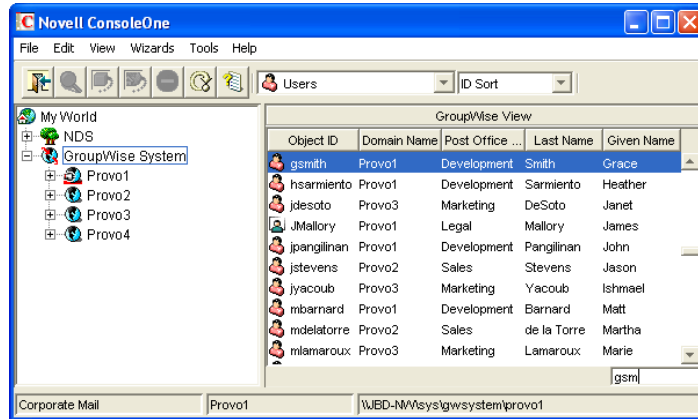 Novell ConsoleOne
File Edit View Wizards Tools Help
Users ID Sort
My World
NDS
GroupWise System
Provo1
Provo2
Provo3
Provo4
GroupWise View
Object ID Domain Name Post Office ... Last Name Given Name
gsmith Provo1 Development Smith Grace
hsarmiento Provo1 Development Sarmiento Heather
jdesoto Provo3 Marketing DeSoto Janet
JMallory Provo1 Legal Mallory James
jpangilinan Provo1 Development Pangilinan John
jstevens Provo2 Sales Stevens Jason
jyacoub Provo3 Marketing Yacoub Ishmael
mbarnard Provo1 Development Barnard Matt
mdelatorre Provo2 Sales de la Torre Martha
mlamaroux Provo3 Marketing Lamaroux Marie
gsm
Corporate Mail Provo1 \\JBD-NW\sys\gwsystem\provo1